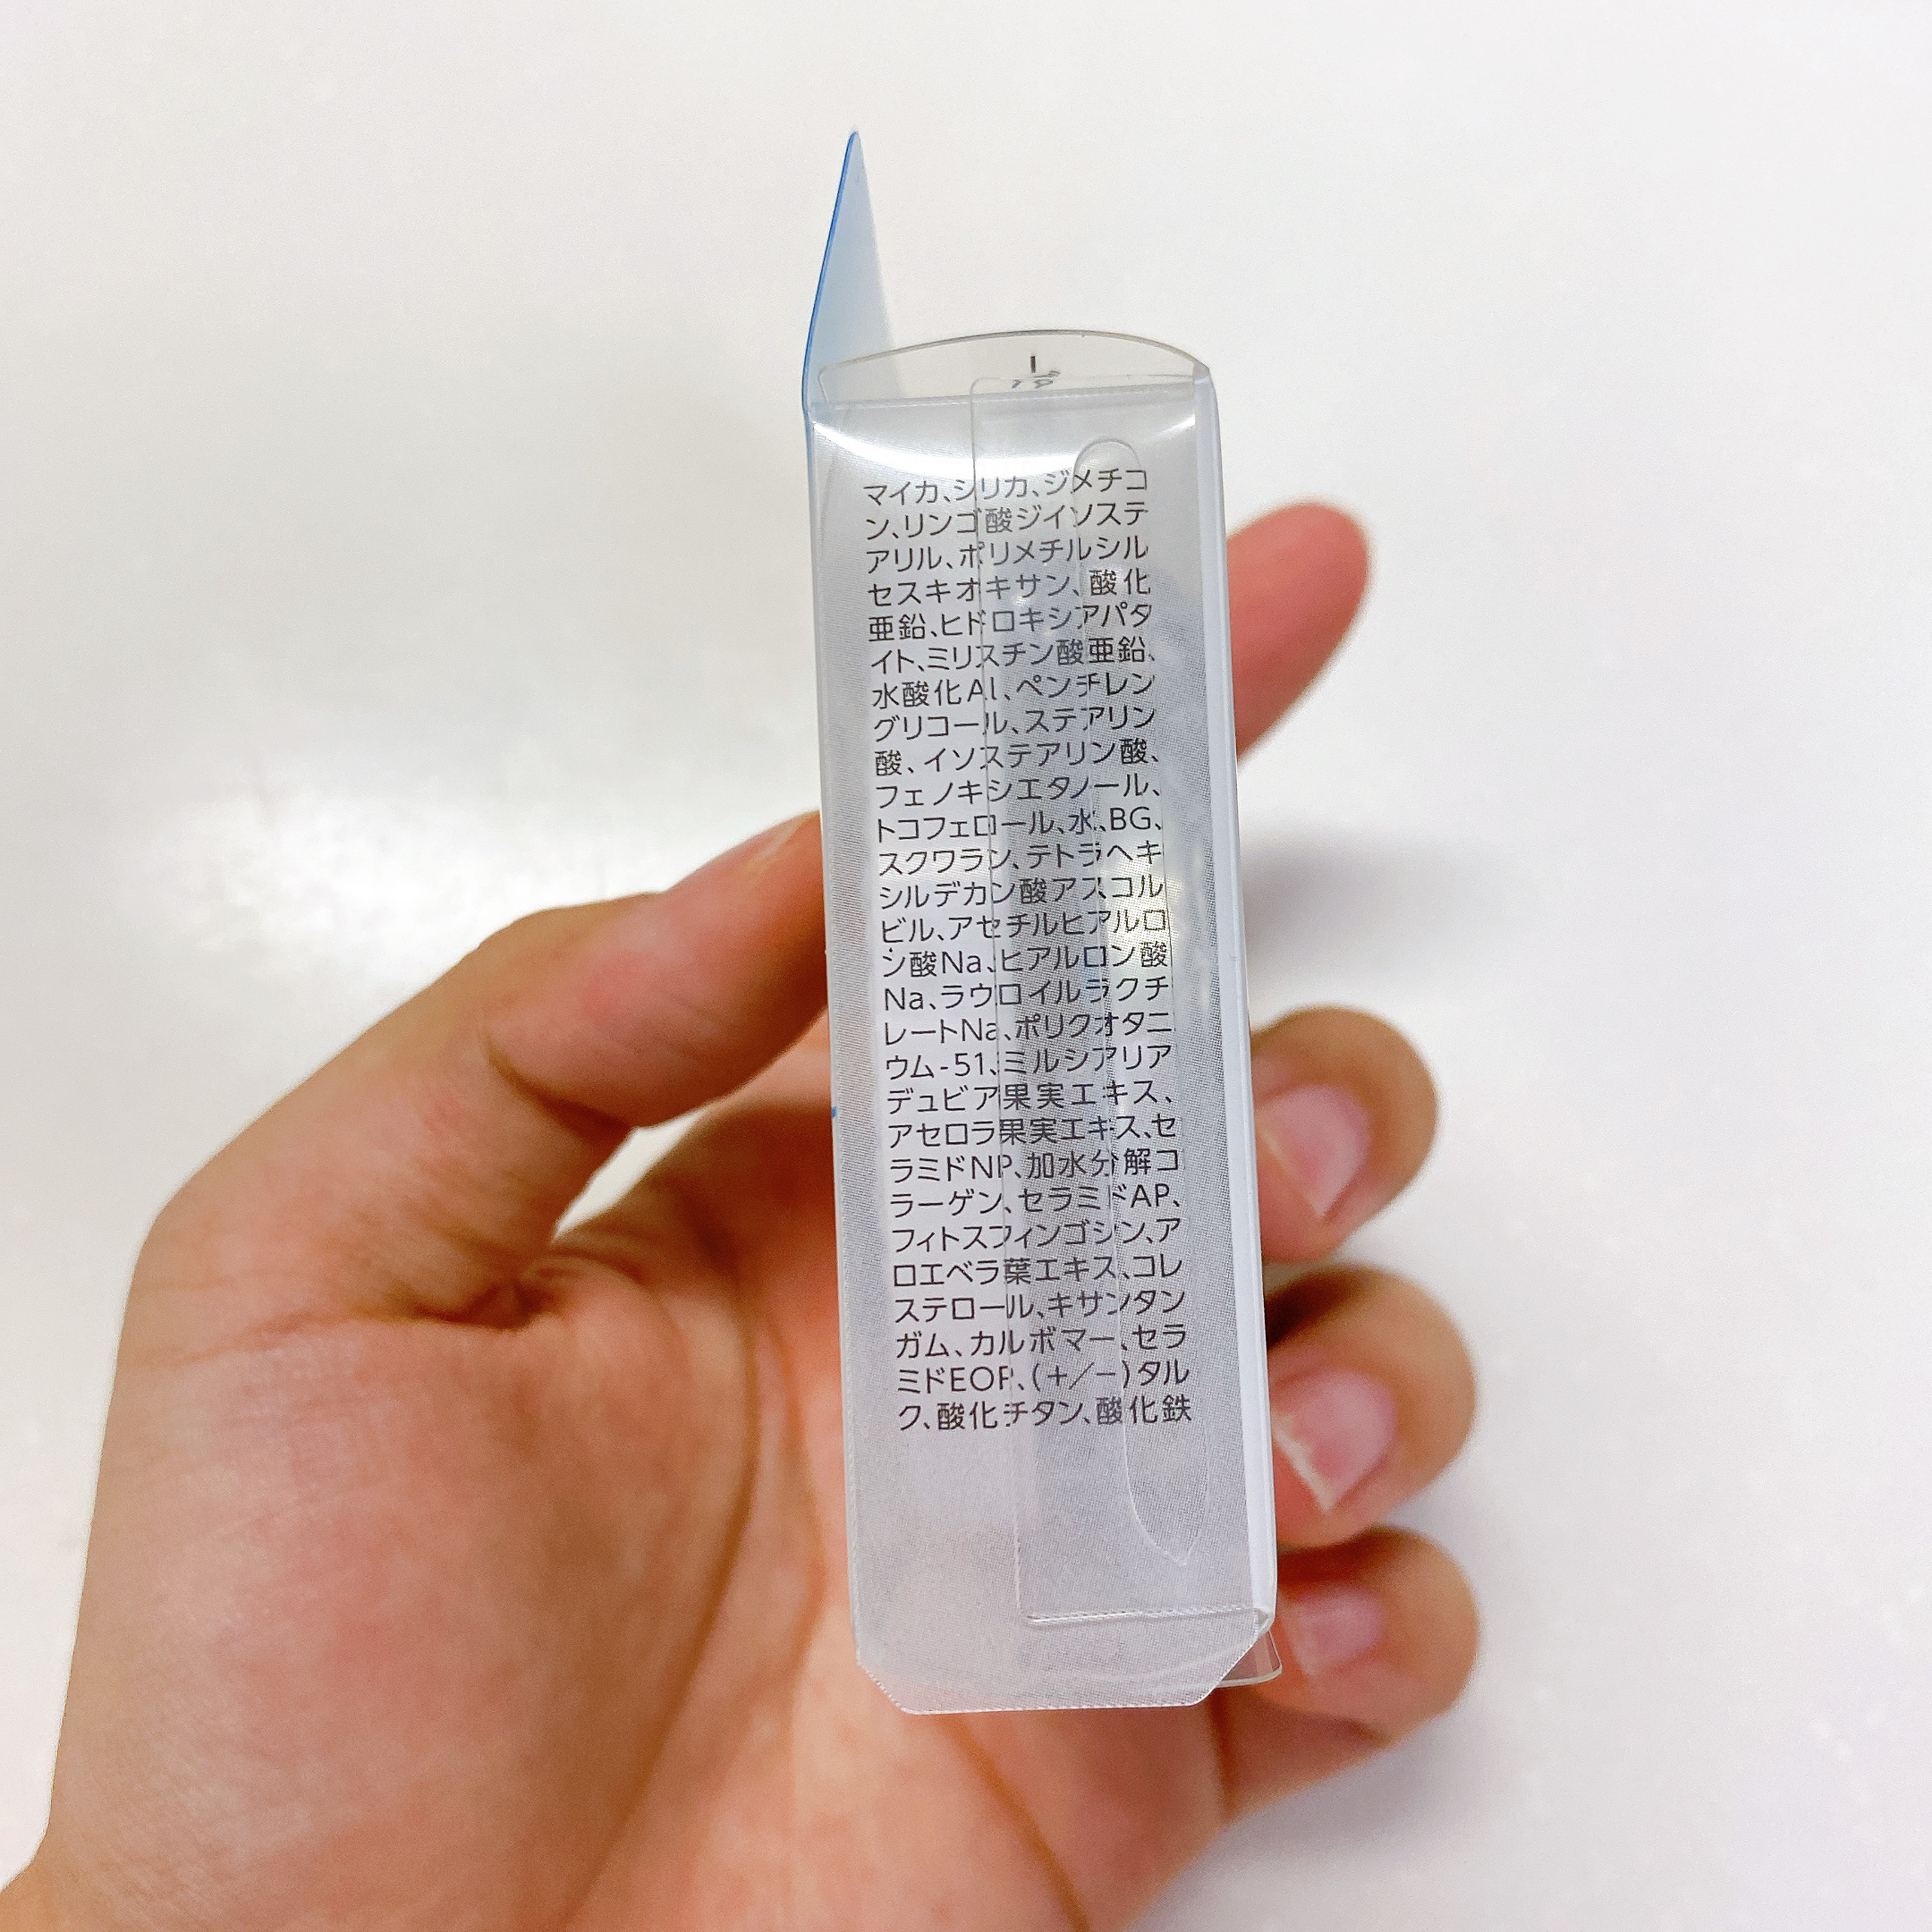 マイカ、シリカ、ジメチコ
ン、リンゴ酸ジイソステ
アリル、ポリメチルシル
セスキオキサン、酸化
亜鉛、ヒドロキシアパタ
イト、ミリスチン酸亜鉛、
水酸化Al、ペンチレン
グリコール、ステアリン
酸、イソステアリン酸、
フェノキシエタノール、
トコフェロール、水、BG、
スクワラン、テトラヘキ
シルデカン酸アスコル
ビル、アセチルヒアルロ
ン酸Na、ヒアルロン酸
Na、ラウロイルラクチ
レートNa、ポリクオタニ
ウム-51、ミルシアリア
デュビア果実エキス、
アセロラ果実エキス、セ
ラミドNP、加水分解コ
ラーゲン、セラミドAP、
フィトスフィンゴシン、ア
ロエベラ葉エキス、コレ
ステロール、キサンタン
ガム、カルボマー、セラ
ミドEOP、(+/−)タル
ク、酸化チタン、酸化鉄